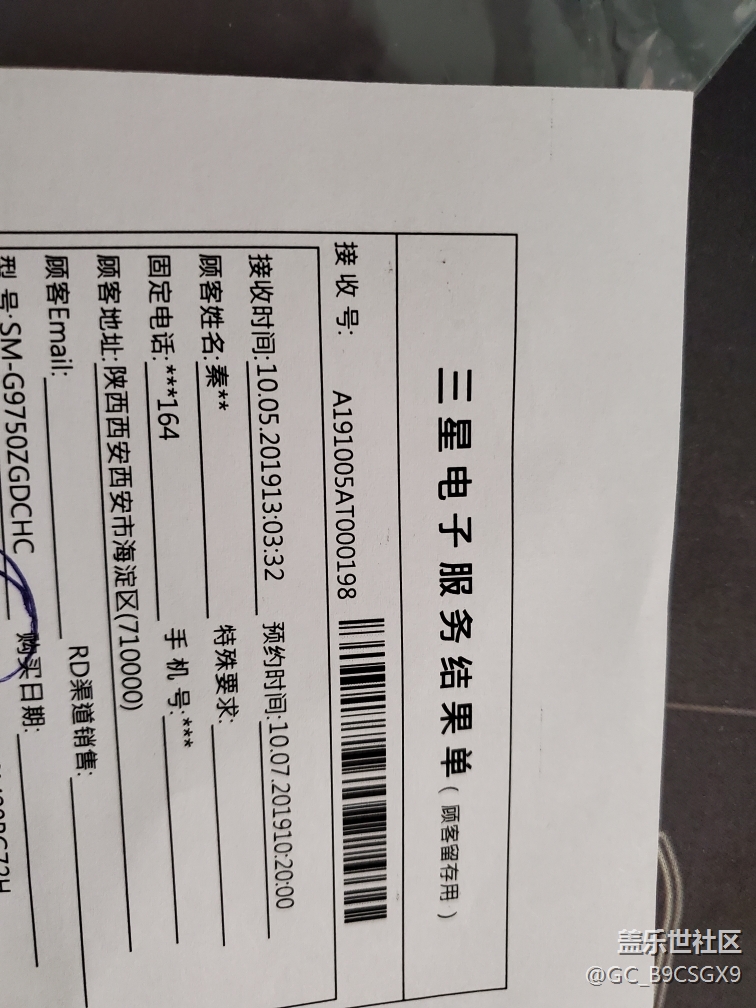 三星电子服务结果单(顾客留存用)
接 收 号: A191005AT000198
接收时间:10.05.201913:03:32 预约时间:10.07.201910:20:00
顾客姓名:秦** 特殊要求:
固定电话:***164 手 机 号:***
顾客地址:陕西西安西安市海淀区(710000)
顾客Email: RD渠道销售:
型 号:SM-G9750ZGDCHC 购买日期:
盖乐世社区
@GC_B9CSGX9